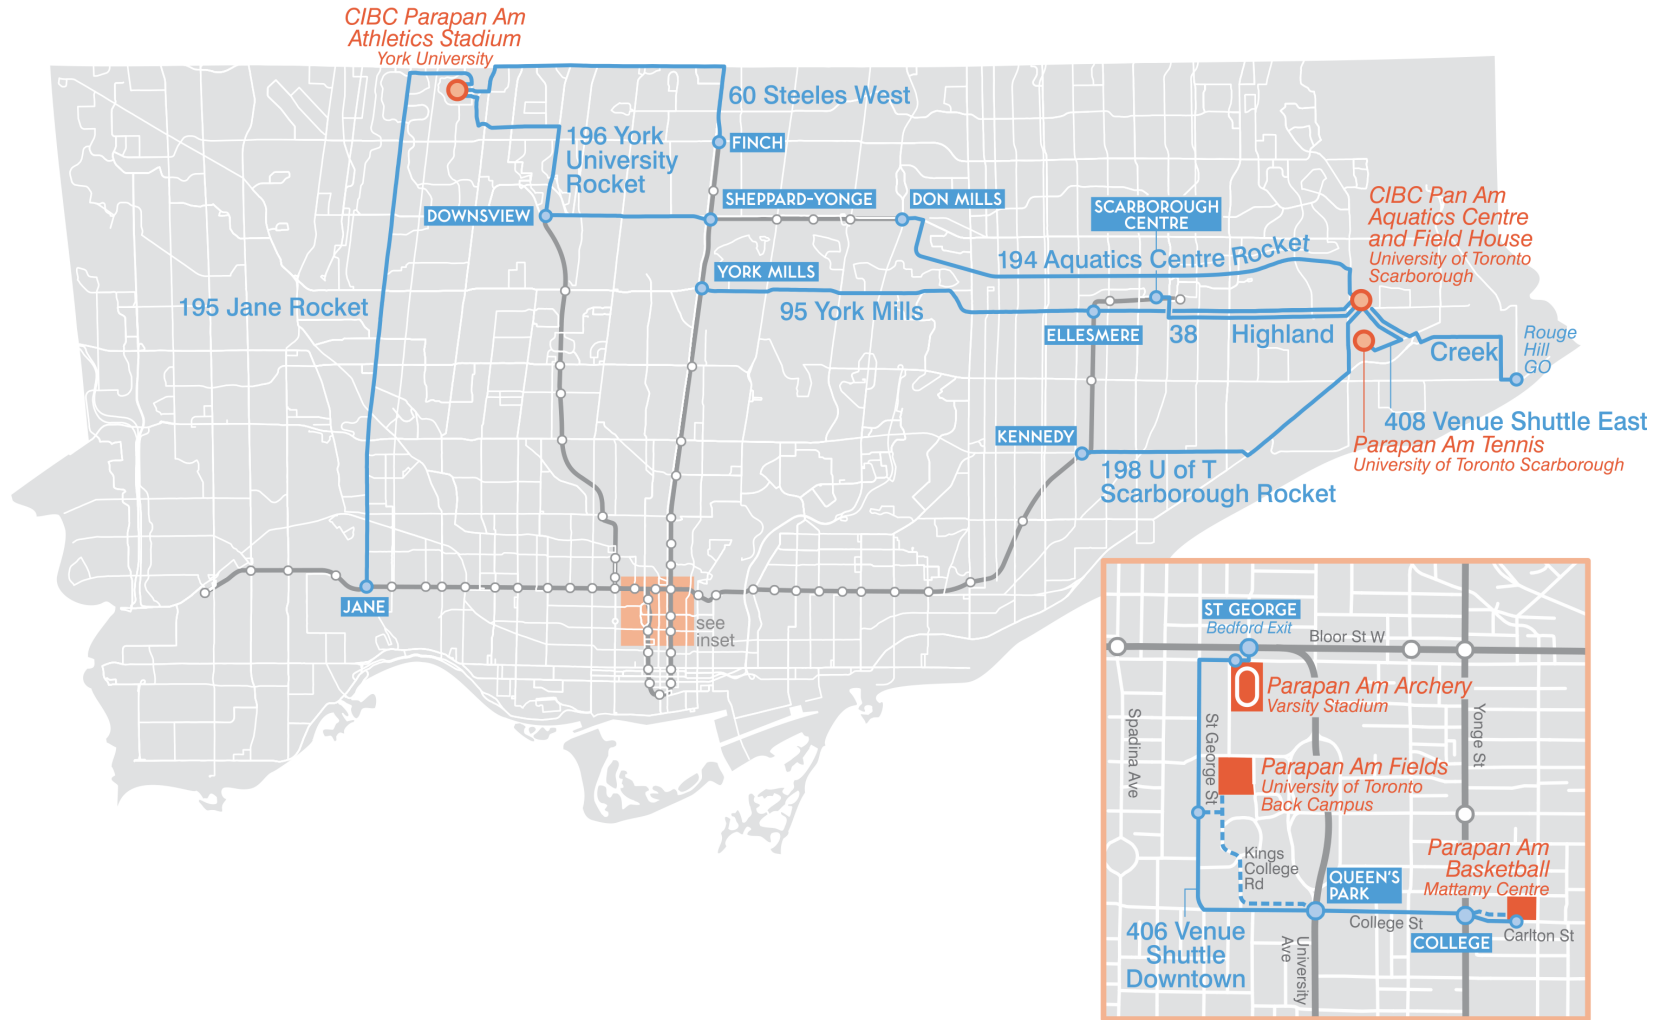 CIBC Parapan Am
Athletics Stadium
York University
60 Steeles West
196 York
University
Rocket
FINCH
SHEPPARD-YONGE
DON MILLS
DOWNSVIEW
SCARBOROUGH
CENTRE
CIBC Pan Am
Aquatics Centre
and Field House
University of Toronto
Scarborough
194 Aquatics Centre Rocket
YORK MILLS
195 Jane Rocket
95 York Mills
ELLESMERE
38 Highland Creek
Rouge
Hill
GO
408 Venue Shuttle East
Parapan Am Tennis
University of Toronto Scarborough
KENNEDY
198 U of T
Scarborough Rocket
JANE
see
inset
ST GEORGE
Bedford Exit
Bloor St W
Parapan Am Archery
Varsity Stadium
Spadina Ave
St George St
Yonge St
Parapan Am Fields
University of Toronto
Back Campus
Kings
College
Rd
Parapan Am
Basketball
Mattamy Centre
QUEEN'S
PARK
College St
COLLEGE
Carlton St
406 Venue
Shuttle
Downtown
University
Ave